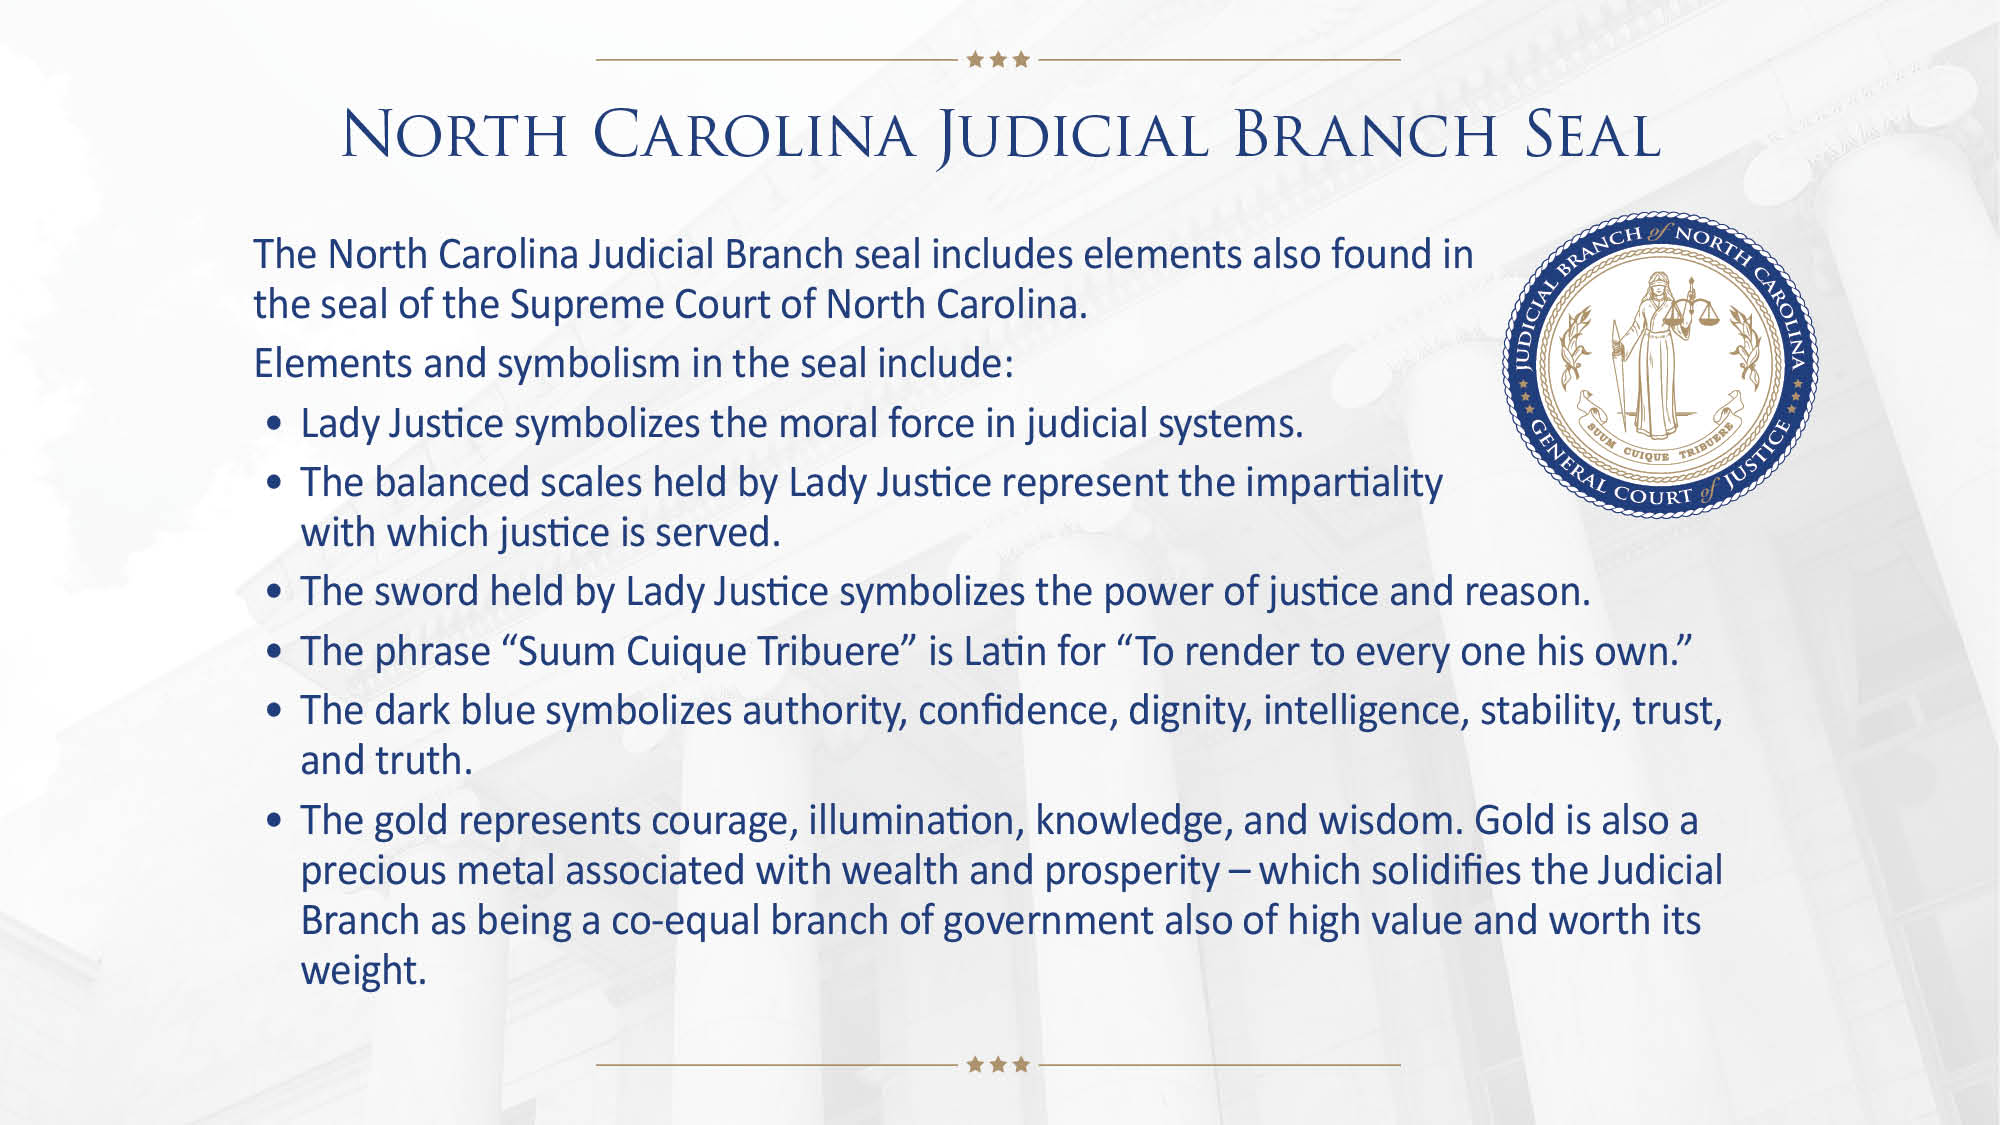 North Carolina Judicial Branch Seal
The North Carolina Judicial Branch seal includes elements also found in
the seal of the Supreme Court of North Carolina.
Elements and symbolism in the seal include:
• Lady Justice symbolizes the moral force in judicial systems.
• The balanced scales held by Lady Justice represent the impartiality
with which justice is served.
• The sword held by Lady Justice symbolizes the power of justice and reason.
• The phrase “Suum Cuique Tribuere” is Latin for “To render to every one his own.”
• The dark blue symbolizes authority, confidence, dignity, intelligence, stability, trust,
and truth.
• The gold represents courage, illumination, knowledge, and wisdom. Gold is also a
precious metal associated with wealth and prosperity – which solidifies the Judicial
Branch as being a co-equal branch of government also of high value and worth its
weight.
JUDICIAL BRANCH of NORTH CAROLINA
SUUM CUIQUE TRIBUERE
GENERAL COURT of JUSTICE